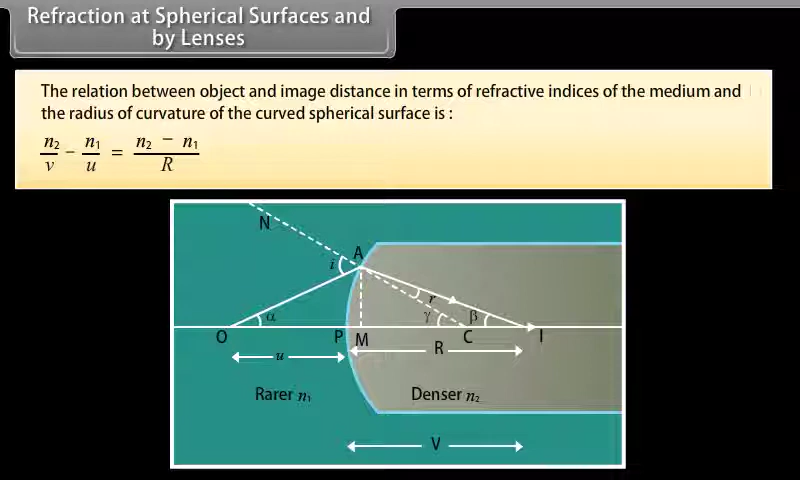 Refraction at Spherical Surfaces and
by Lenses
The relation between object and image distance in terms of refractive indices of the medium and
the radius of curvature of the curved spherical surface is :
n₂/v − n₁/u = n₂ − n₁/R
N
A
i
r
α
γ
β
O
P
M
C
I
u
R
Rarer n₁
Denser n₂
V